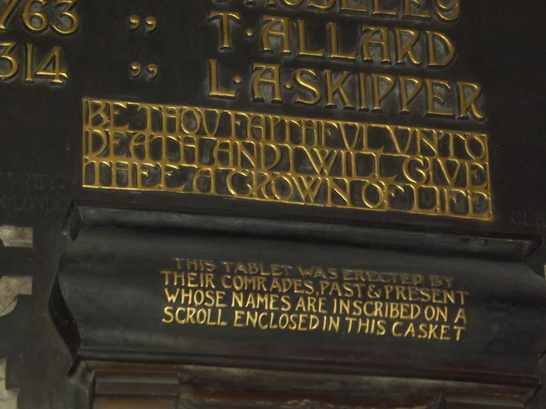 763 " T. ALLARD
314 " L. A. SKIPPER
BE THOU FAITHFUL UNTO
DEATH AND I WILL GIVE
THEE A CROWN OF LIFE
THIS TABLET WAS ERECTED BY
THEIR COMRADES, PAST & PRESENT
WHOSE NAMES ARE INSCRIBED ON A
SCROLL ENCLOSED IN THIS CASKET